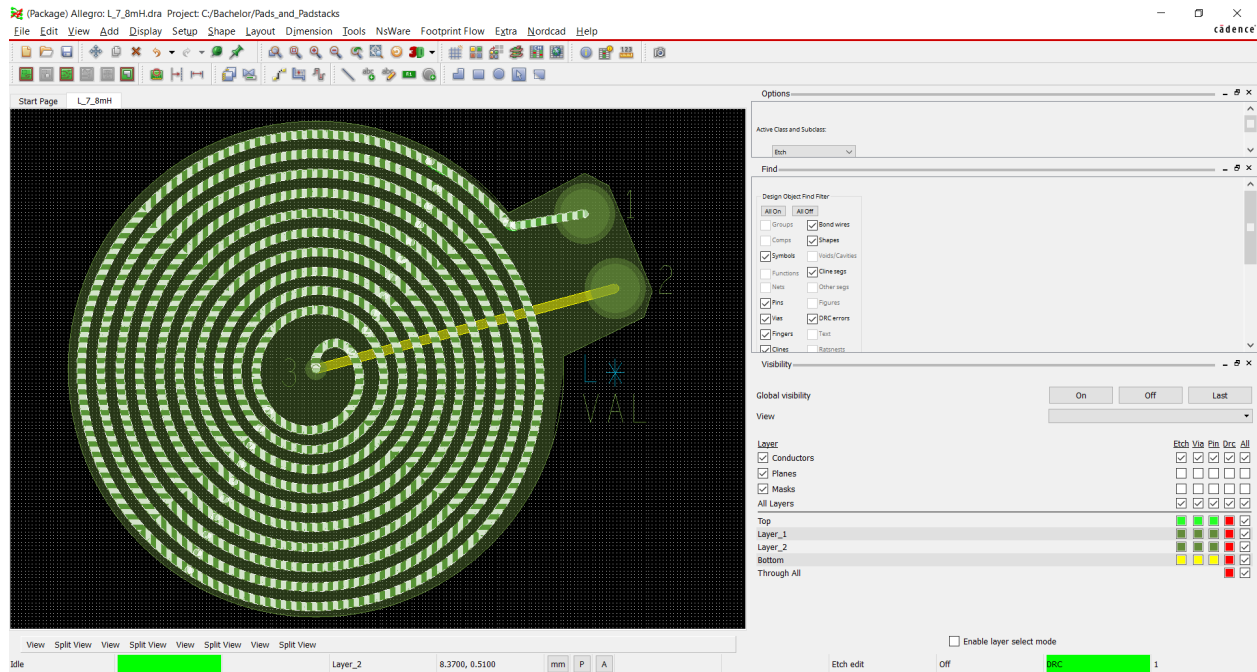 (Package) Allegro: L_7_8mH.dra Project: C:/Bachelor/Pads_and_Padstacks
File Edit View Add Display Setup Shape Layout Dimension Tools NsWare Footprint Flow Extra Nordcad Help
cādence
Start Page L_7_8mH
1
2
3
L*
VAL
Options
Active Class and Subclass:
Etch
Find
Design Object Find Filter
All On All Off
Groups Bond wires
Comps Shapes
Symbols Voids/Cavities
Functions Cline segs
Nets Other segs
Pins Figures
Vias DRC errors
Fingers Text
Clines Ratsnests
Visibility
Global visibility On Off Last
View
Layer Etch Via Pin Drc All
Conductors
Planes
Masks
All Layers
Top
Layer_1
Layer_2
Bottom
Through All
Enable layer select mode
View Split View View Split View View Split View View Split View
Idle Layer_2 8.3700, 0.5100 mm P A Etch edit Off DRC 1